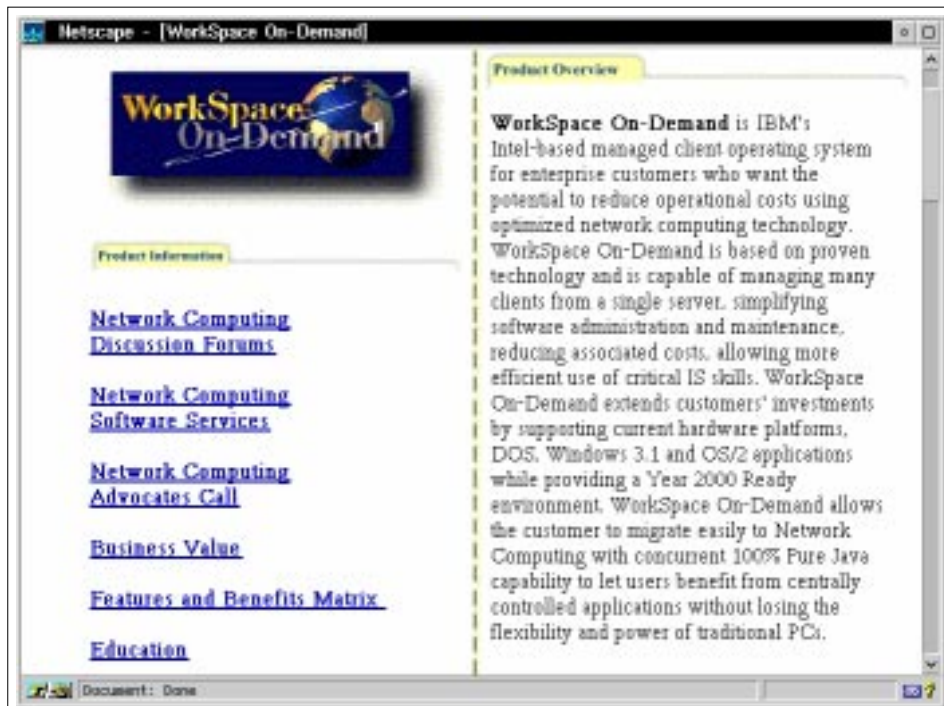 Netscape - [WorkSpace On-Demand]
WorkSpace
On-Demand
Product Information
Network Computing
Discussion Forums
Network Computing
Software Services
Network Computing
Advocates Call
Business Value
Features and Benefits Matrix
Education
Product Overview
WorkSpace On-Demand is IBM's
Intel-based managed client operating system
for enterprise customers who want the
potential to reduce operational costs using
optimized network computing technology.
WorkSpace On-Demand is based on proven
technology and is capable of managing many
clients from a single server, simplifying
software administration and maintenance,
reducing associated costs, allowing more
efficient use of critical IS skills. WorkSpace
On-Demand extends customers' investments
by supporting current hardware platforms,
DOS, Windows 3.1 and OS/2 applications
while providing a Year 2000 Ready
environment. WorkSpace On-Demand allows
the customer to migrate easily to Network
Computing with concurrent 100% Pure Java
capability to let users benefit from centrally
controlled applications without losing the
flexibility and power of traditional PCs.
Document: Done